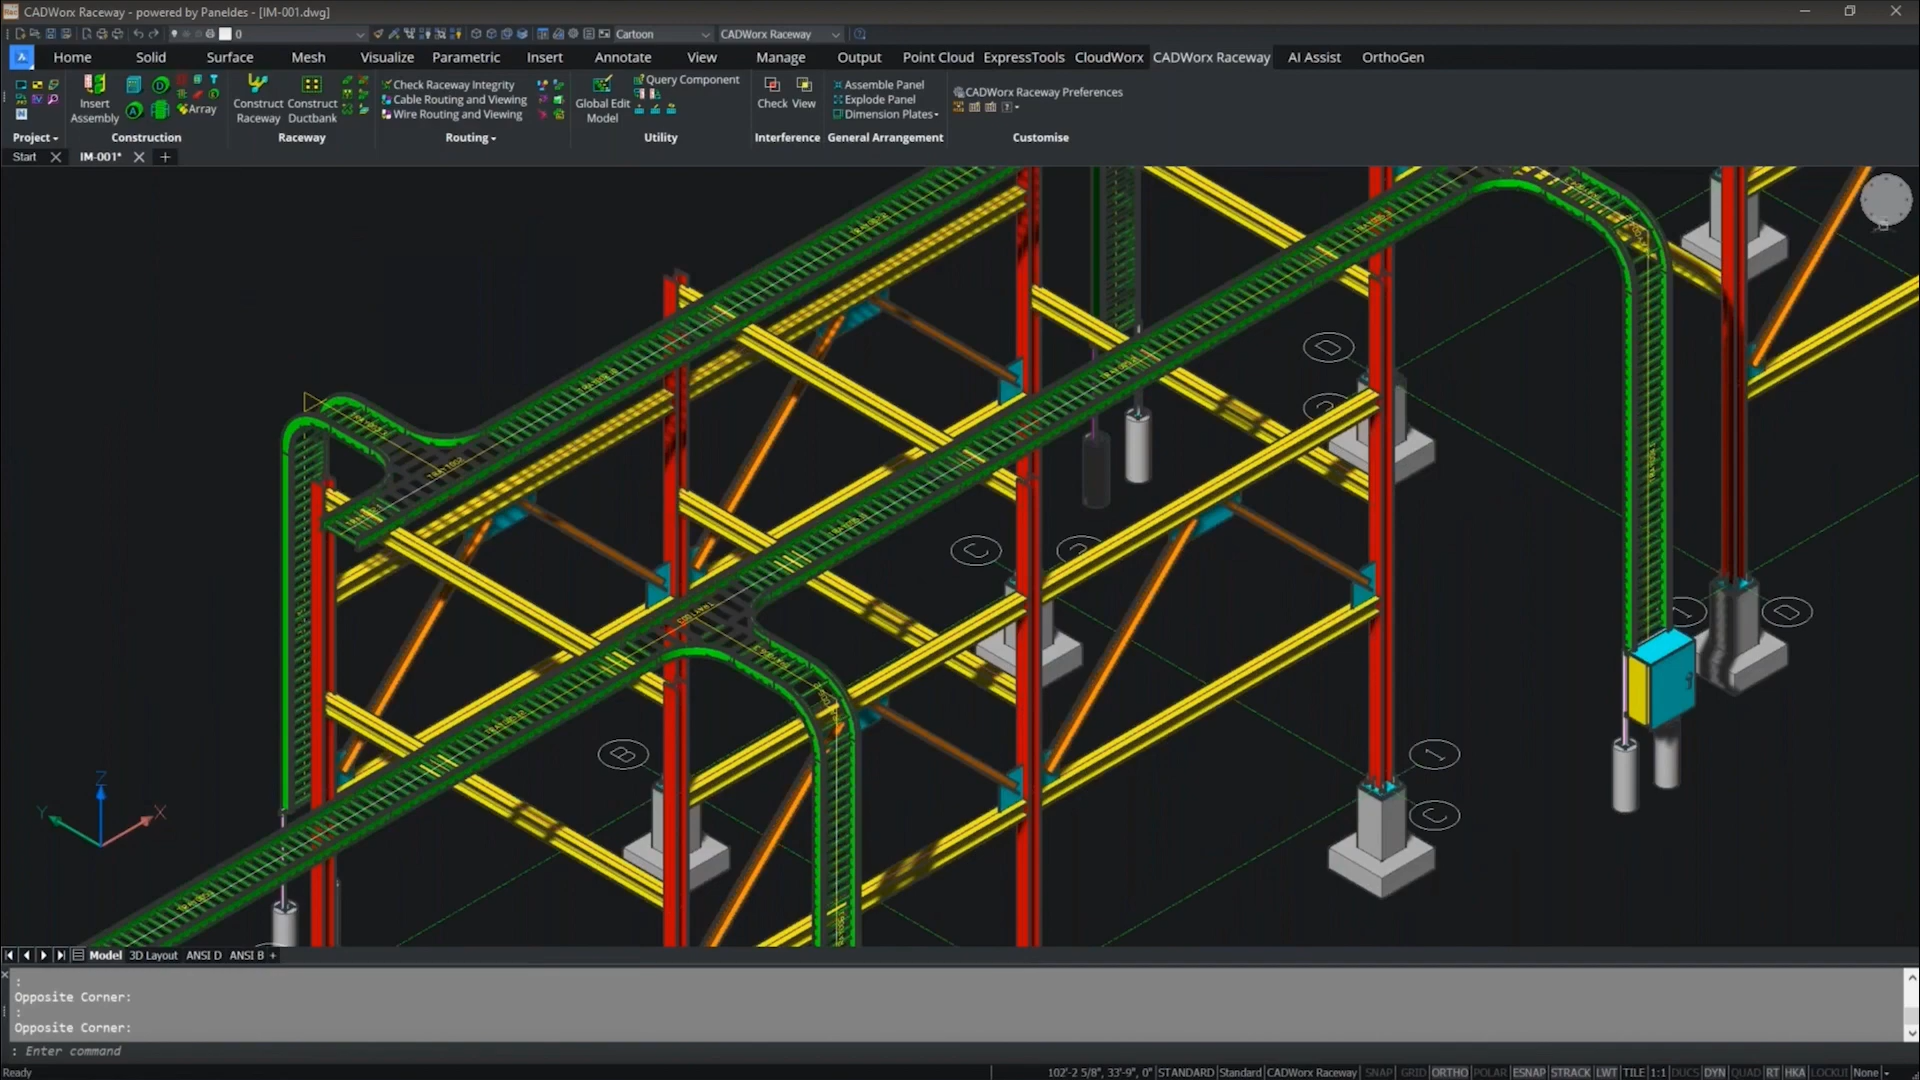 CADWorx Raceway - powered by Paneldes - [IM-001.dwg]
0
Cartoon
CADWorx Raceway
Home
Solid
Surface
Mesh
Visualize
Parametric
Insert
Annotate
View
Manage
Output
Point Cloud
ExpressTools
CloudWorx
CADWorx Raceway
AI Assist
OrthoGen
Insert Assembly
Array
Construct Raceway
Construct Ductbank
Check Raceway Integrity
Cable Routing and Viewing
Wire Routing and Viewing
Global Edit Model
Query Component
Check
View
Assemble Panel
Explode Panel
Dimension Plates
CADWorx Raceway Preferences
Project
Construction
Raceway
Routing
Utility
Interference
General Arrangement
Customise
Start
IM-001*
D
C
B
1
C
1
D
Z
Y
X
Model
3D Layout
ANSI D
ANSI B
+
:
Opposite Corner:
:
Opposite Corner:
: Enter command
Ready
102'-2 5/8", 33'-9", 0"
STANDARD
Standard
CADWorx Raceway
SNAP
GRID
ORTHO
POLAR
ESNAP
STRACK
LWT
TILE
1:1
DUCS
DYN
QUAD
RT
HKA
LOCKUI
None